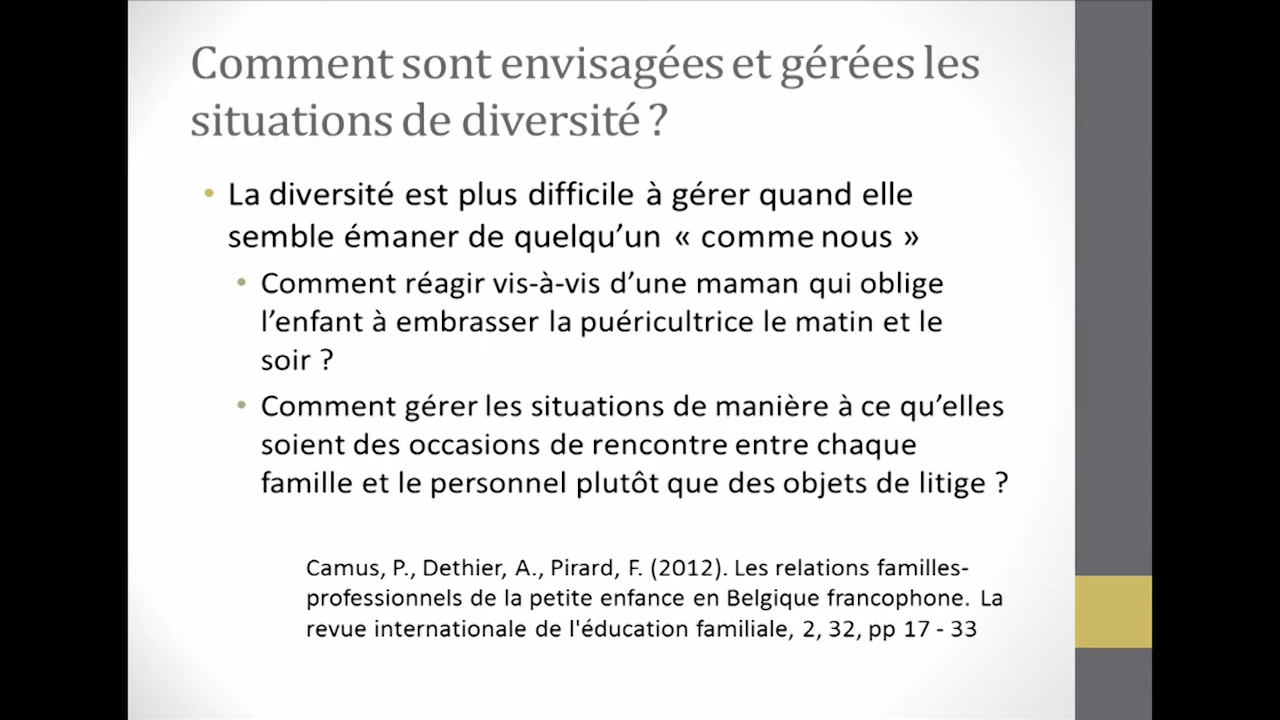 Comment sont envisagées et gérées les
situations de diversité ?
• La diversité est plus difficile à gérer quand elle
semble émaner de quelqu’un « comme nous »
• Comment réagir vis-à-vis d’une maman qui oblige
l’enfant à embrasser la puéricultrice le matin et le
soir ?
• Comment gérer les situations de manière à ce qu’elles
soient des occasions de rencontre entre chaque
famille et le personnel plutôt que des objets de litige ?
Camus, P., Dethier, A., Pirard, F. (2012). Les relations familles-
professionnels de la petite enfance en Belgique francophone. La
revue internationale de l'éducation familiale, 2, 32, pp 17 - 33